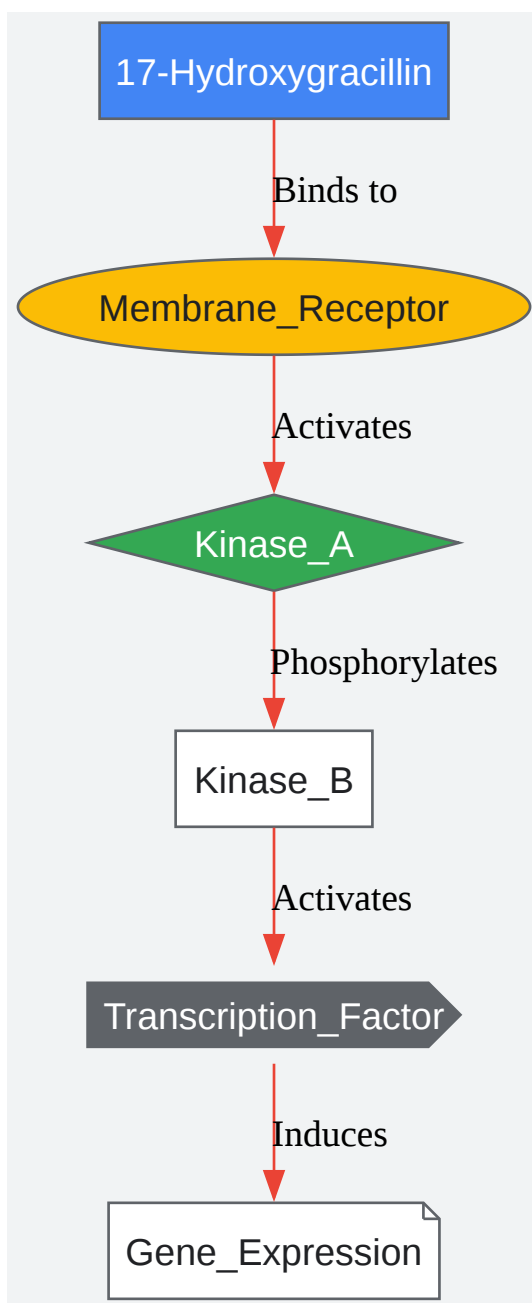 17-Hydroxygracillin
Binds to
Membrane_Receptor
Activates
Kinase_A
Phosphorylates
Kinase_B
Activates
Transcription_Factor
Induces
Gene_Expression